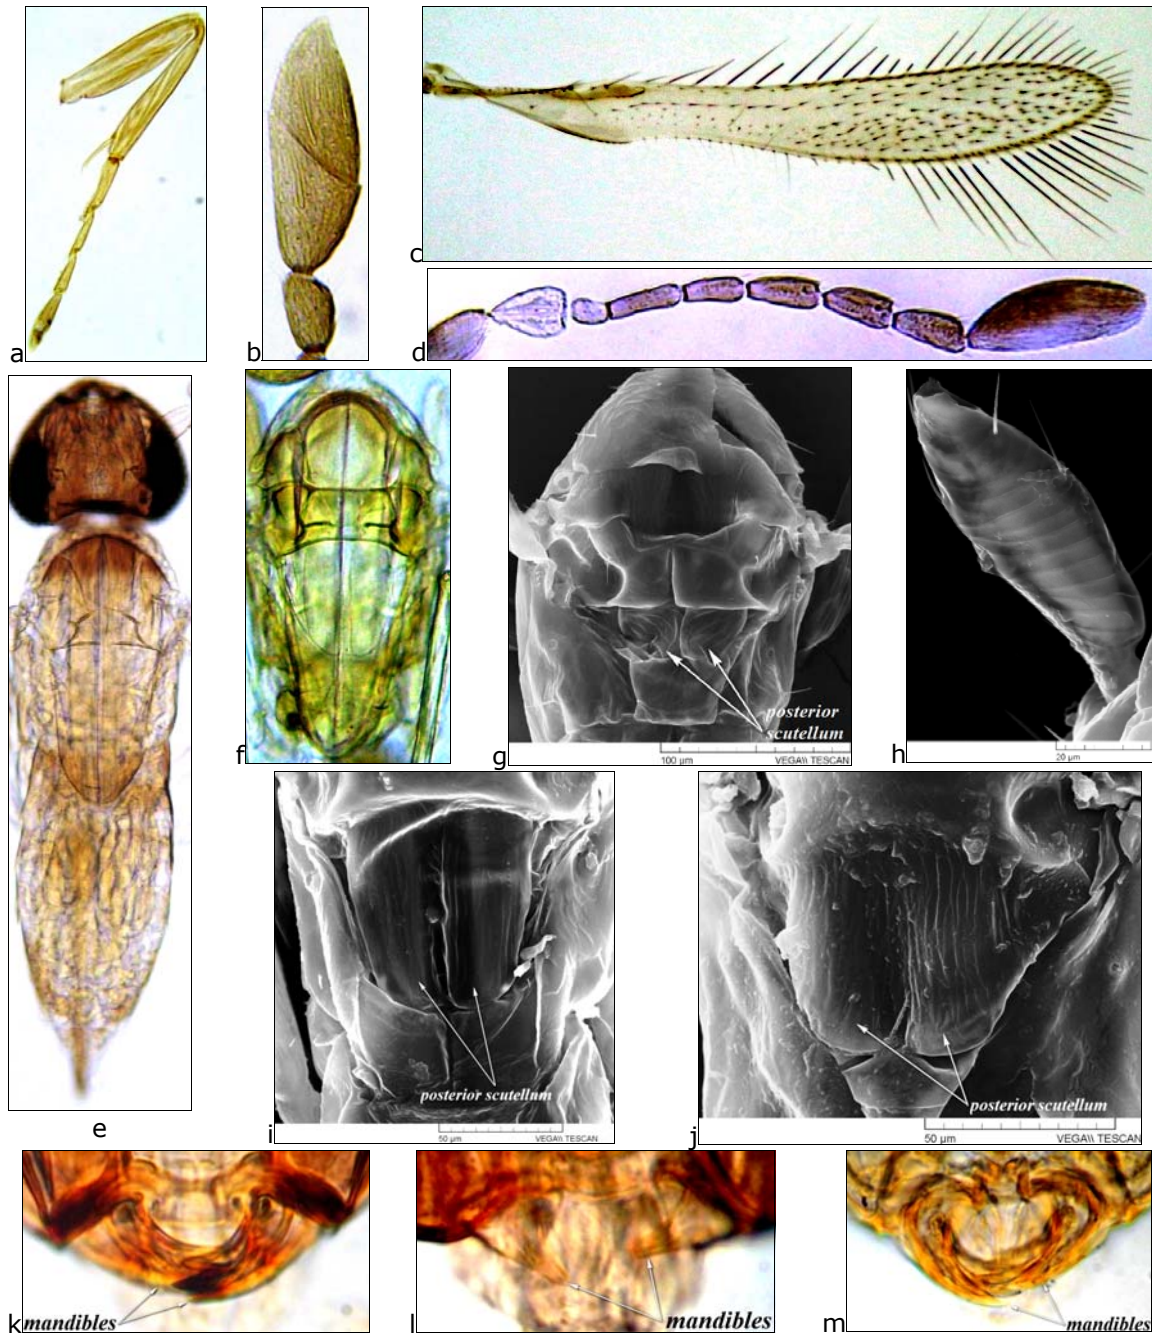 a
b
c
d
e
f
g
posterior
scutellum
100 µm
VEGA\\ TESCAN
h
20 µm
i
posterior scutellum
50 µm
VEGA\\ TESCAN
j
posterior scutellum
50 µm
VEGA\\ TESCAN
k
mandibles
l
mandibles
m
mandibles